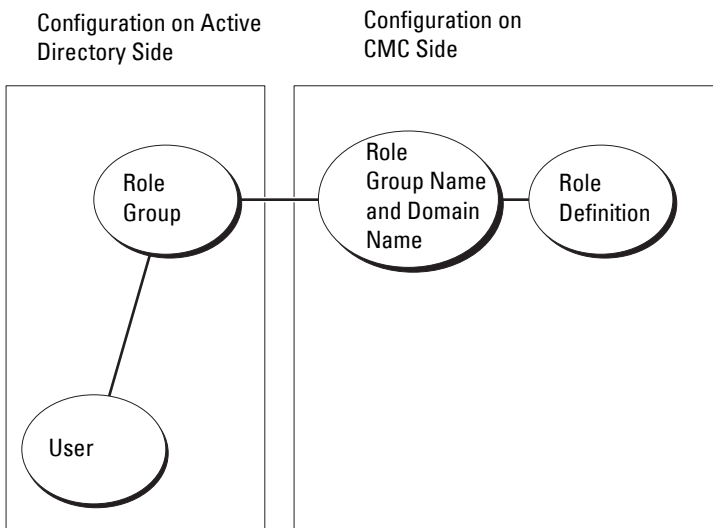 Configuration on Active
Directory Side
Configuration on
CMC Side
Role
Group
Role
Group Name
and Domain
Name
Role
Definition
User